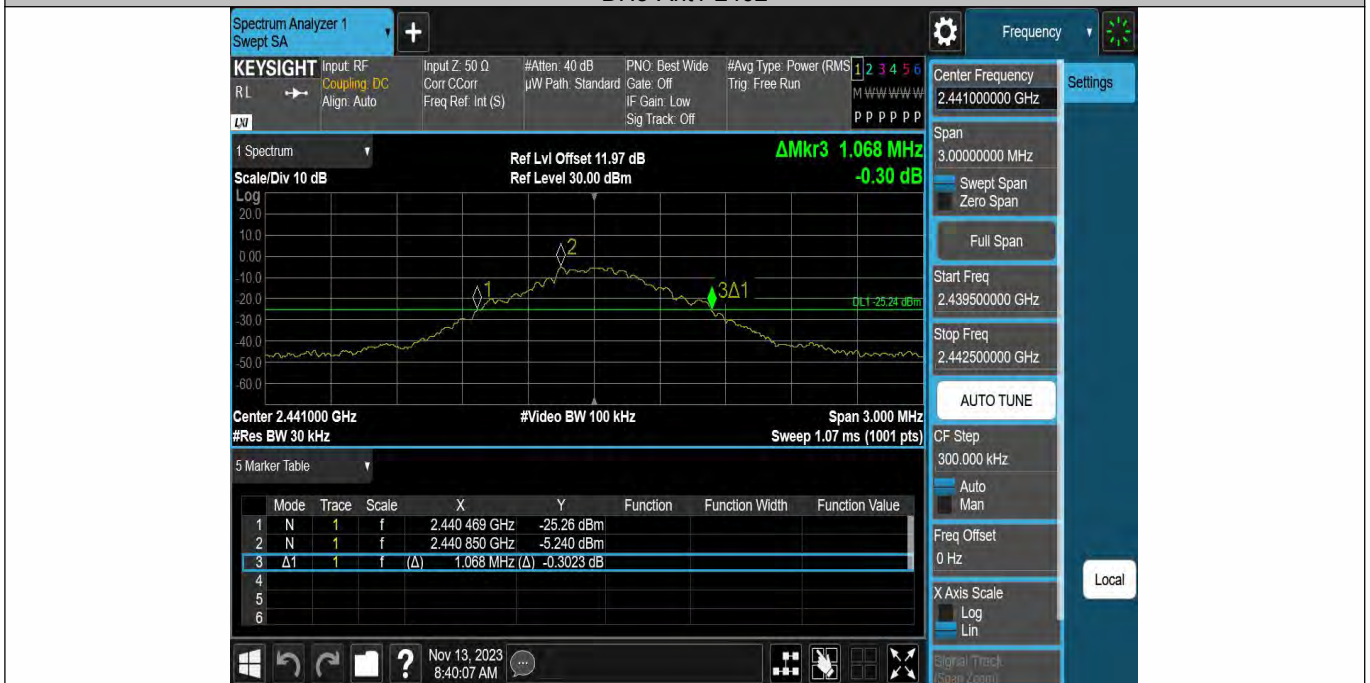 Spectrum Analyzer 1
Swept SA
+
Frequency
KEYSIGHT
RL
LXI
Input: RF
Coupling: DC
Align: Auto
Input Z: 50 Ω
Corr CCorr
Freq Ref: Int (S)
#Atten: 40 dB
µW Path: Standard
PNO: Best Wide
Gate: Off
IF Gain: Low
Sig Track: Off
#Avg Type: Power (RMS
Trig: Free Run
1 2 3 4 5 6
M W W W W W
P P P P P P
Center Frequency
2.441000000 GHz
Settings
Span
3.00000000 MHz
Swept Span
Zero Span
Full Span
Start Freq
2.439500000 GHz
Stop Freq
2.442500000 GHz
AUTO TUNE
CF Step
300.000 kHz
Auto
Man
Freq Offset
0 Hz
X Axis Scale
Log
Lin
Signal Track
(Span Zoom)
Local
1 Spectrum
Ref Lvl Offset 11.97 dB
ΔMkr3 1.068 MHz
Scale/Div 10 dB
Ref Level 30.00 dBm
-0.30 dB
Log
20.0
10.0
0.00
-10.0
-20.0
-30.0
-40.0
-50.0
-60.0
1
2
3Δ1
DL1 -25.24 dBm
Center 2.441000 GHz
#Video BW 100 kHz
Span 3.000 MHz
#Res BW 30 kHz
Sweep 1.07 ms (1001 pts)
5 Marker Table
Mode Trace Scale X Y Function Function Width Function Value
1 N 1 f 2.440 469 GHz -25.26 dBm
2 N 1 f 2.440 850 GHz -5.240 dBm
3 Δ1 1 f (Δ) 1.068 MHz (Δ) -0.3023 dB
4
5
6
?
Nov 13, 2023
8:40:07 AM